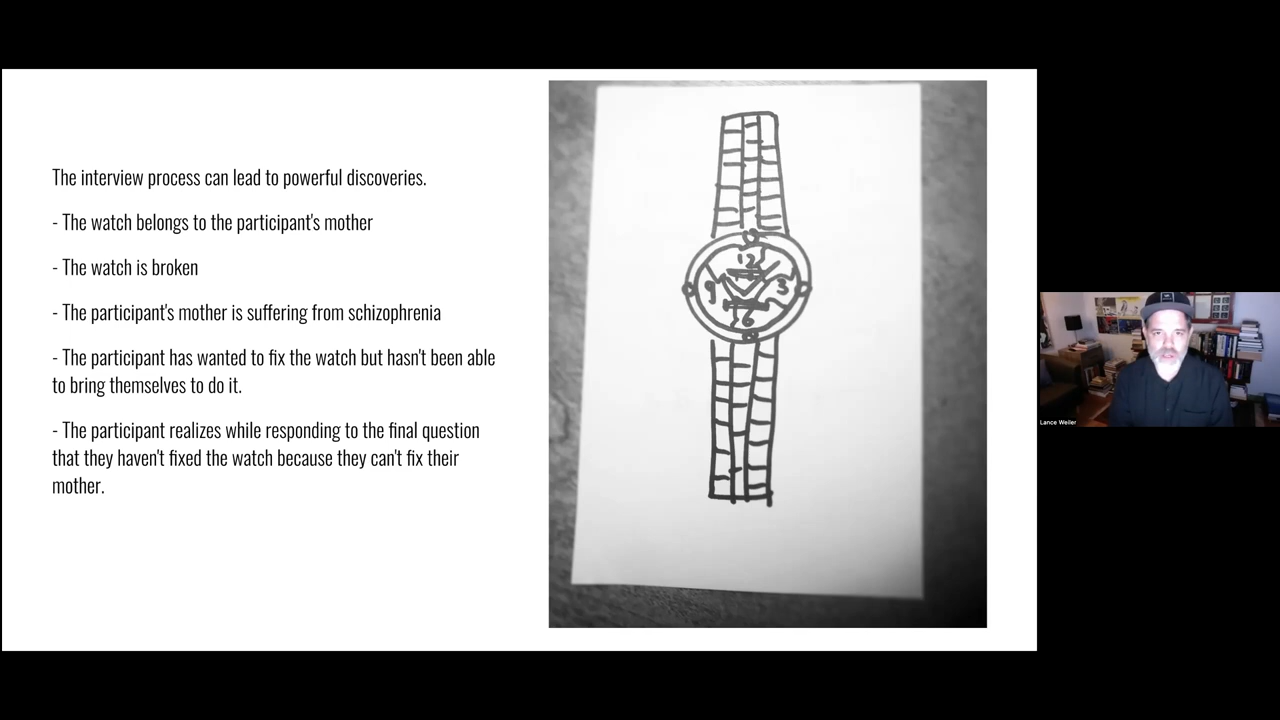 The interview process can lead to powerful discoveries.
- The watch belongs to the participant's mother
- The watch is broken
- The participant's mother is suffering from schizophrenia
- The participant has wanted to fix the watch but hasn't been able
to bring themselves to do it.
- The participant realizes while responding to the final question
that they haven't fixed the watch because they can't fix their
mother.
12
9
3
6
Lance Weiler